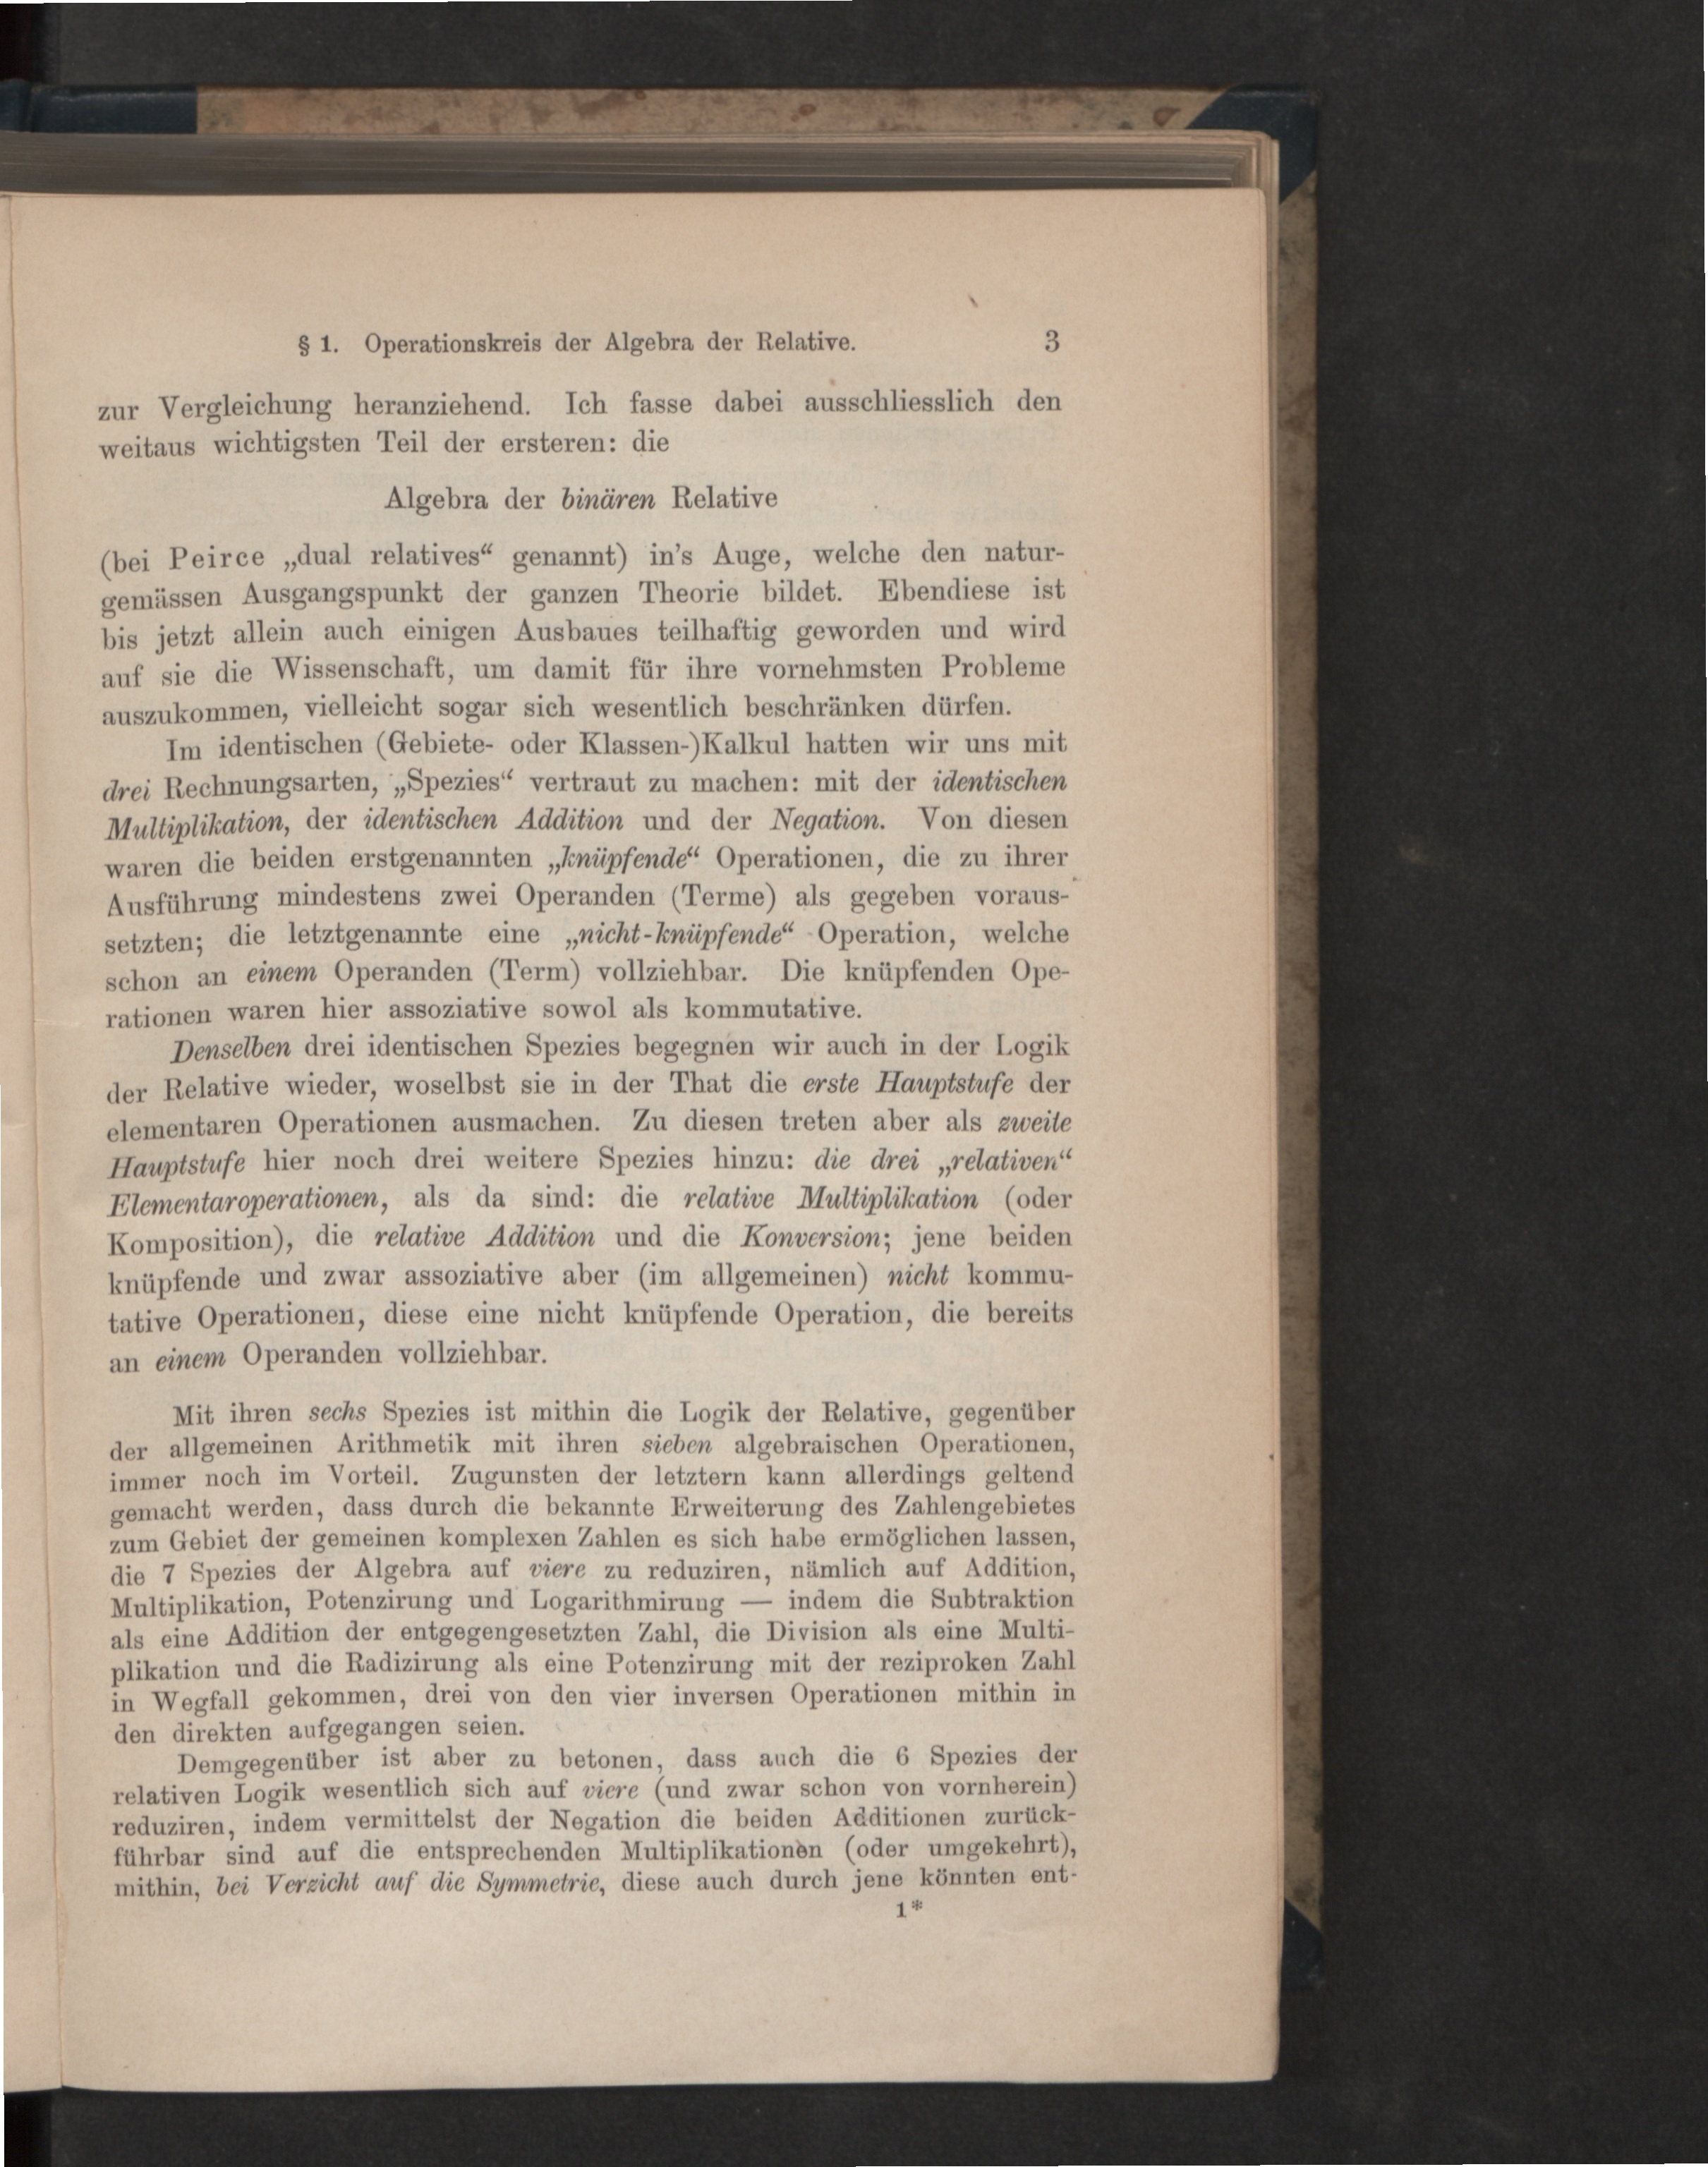 § 1. Operationskreis der Algebra der Relative. 3
zur Vergleichung heranziehend. Ich fasse dabei ausschliesslich den
weitaus wichtigsten Teil der ersteren: die
Algebra der binären Relative
(bei Peirce „dual relatives“ genannt) in's Auge, welche den natur-
gemässen Ausgangspunkt der ganzen Theorie bildet. Ebendiese ist
bis jetzt allein auch einigen Ausbaues teilhaftig geworden und wird
auf sie die Wissenschaft, um damit für ihre vornehmsten Probleme
auszukommen, vielleicht sogar sich wesentlich beschränken dürfen.
Im identischen (Gebiete- oder Klassen-)Kalkul hatten wir uns mit
drei Rechnungsarten, „Spezies“ vertraut zu machen: mit der identischen
Multiplikation, der identischen Addition und der Negation. Von diesen
waren die beiden erstgenannten „knüpfende“ Operationen, die zu ihrer
Ausführung mindestens zwei Operanden (Terme) als gegeben voraus-
setzten; die letztgenannte eine „nicht-knüpfende“ Operation, welche
schon an einem Operanden (Term) vollziehbar. Die knüpfenden Ope-
rationen waren hier assoziative sowol als kommutative.
Denselben drei identischen Spezies begegnen wir auch in der Logik
der Relative wieder, woselbst sie in der That die erste Hauptstufe der
elementaren Operationen ausmachen. Zu diesen treten aber als zweite
Hauptstufe hier noch drei weitere Spezies hinzu: die drei „relativen“
Elementaroperationen, als da sind: die relative Multiplikation (oder
Komposition), die relative Addition und die Konversion; jene beiden
knüpfende und zwar assoziative aber (im allgemeinen) nicht kommu-
tative Operationen, diese eine nicht knüpfende Operation, die bereits
an einem Operanden vollziehbar.
Mit ihren sechs Spezies ist mithin die Logik der Relative, gegenüber
der allgemeinen Arithmetik mit ihren sieben algebraischen Operationen,
immer noch im Vorteil. Zugunsten der letztern kann allerdings geltend
gemacht werden, dass durch die bekannte Erweiterung des Zahlengebietes
zum Gebiet der gemeinen komplexen Zahlen es sich habe ermöglichen lassen,
die 7 Spezies der Algebra auf viere zu reduziren, nämlich auf Addition,
Multiplikation, Potenzirung und Logarithmirung — indem die Subtraktion
als eine Addition der entgegengesetzten Zahl, die Division als eine Multi-
plikation und die Radizirung als eine Potenzirung mit der reziproken Zahl
in Wegfall gekommen, drei von den vier inversen Operationen mithin in
den direkten aufgegangen seien.
Demgegenüber ist aber zu betonen, dass auch die 6 Spezies der
relativen Logik wesentlich sich auf viere (und zwar schon von vornherein)
reduziren, indem vermittelst der Negation die beiden Additionen zurück-
führbar sind auf die entsprechenden Multiplikationen (oder umgekehrt),
mithin, bei Verzicht auf die Symmetrie, diese auch durch jene könnten ent-
1*